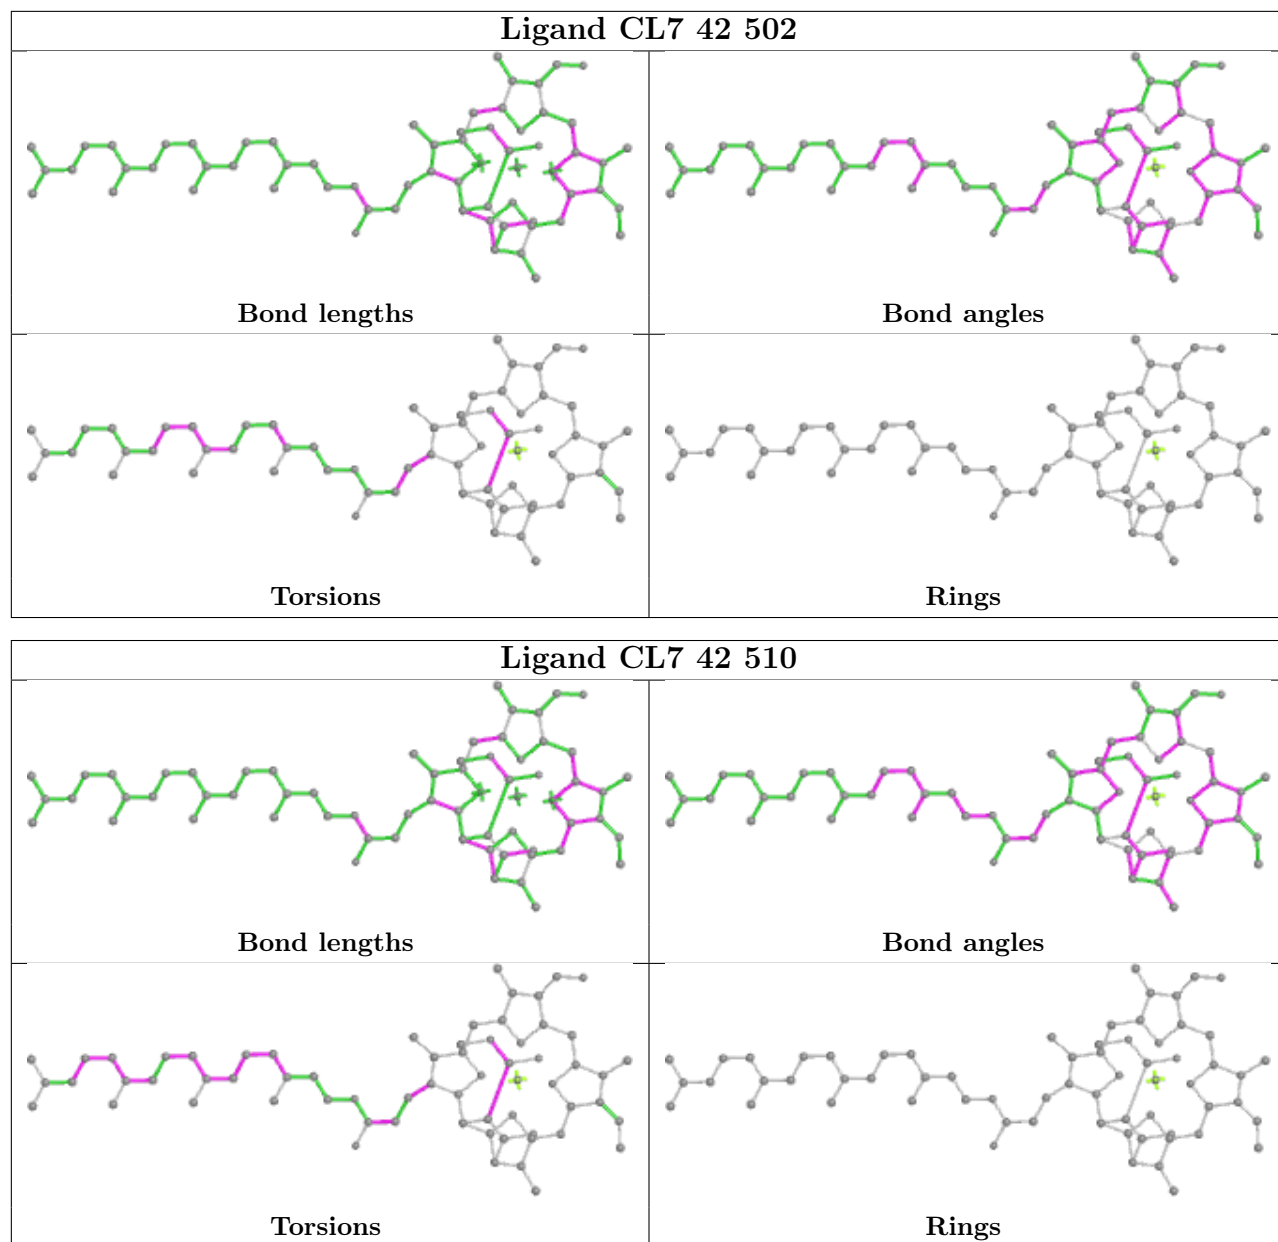 Ligand CL7 42 502
Bond lengths
Bond angles
Torsions
Rings
Ligand CL7 42 510
Bond lengths
Bond angles
Torsions
Rings